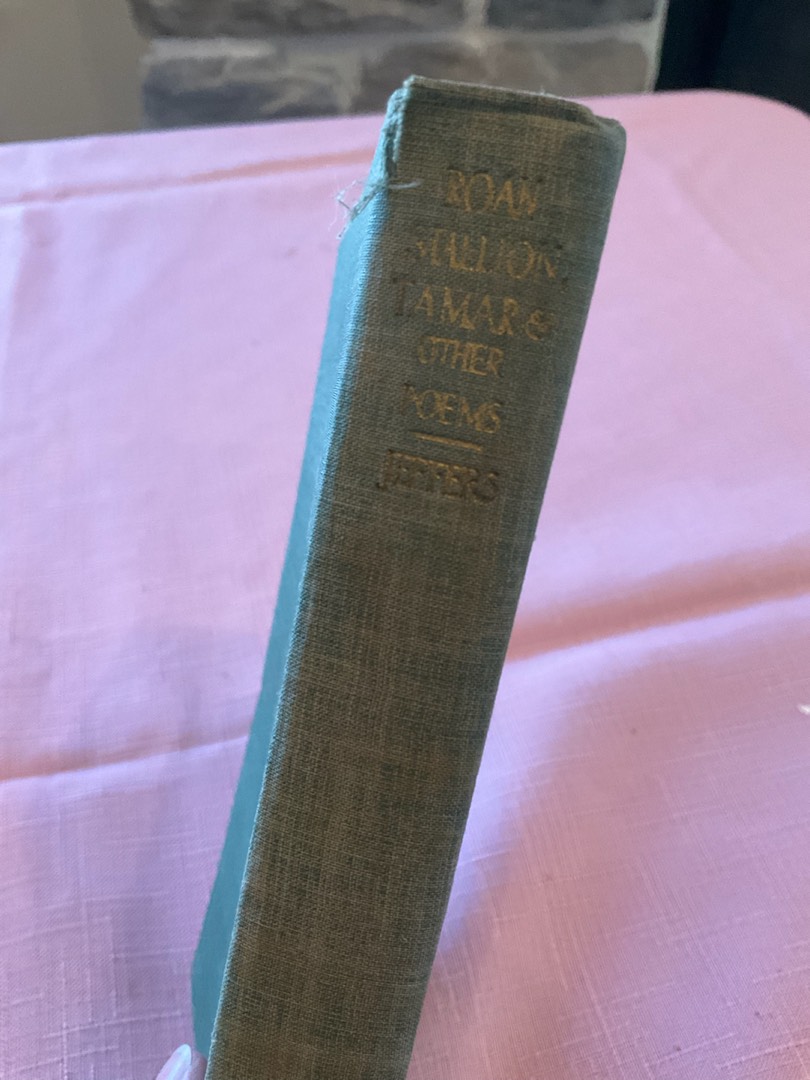 ROAN
STALLION,
TAMAR &
OTHER
POEMS
JEFFERS